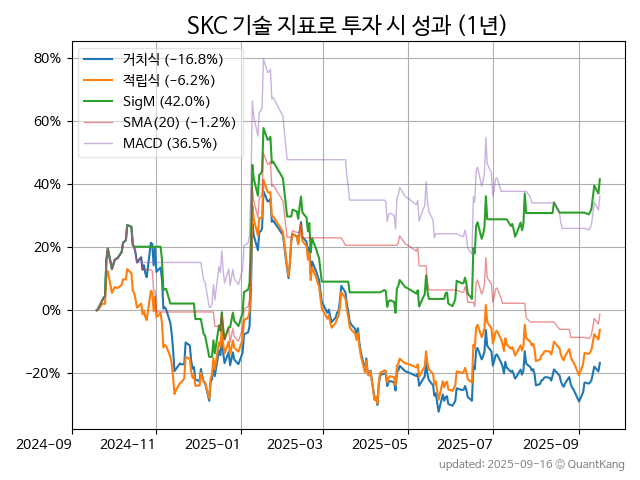 SKC 기술 지표로 투자 시 성과 (1년)
80%
60%
40%
20%
0%
−20%
거치식 (−16.8%)
적립식 (−6.2%)
SigM (42.0%)
SMA(20) (−1.2%)
MACD (36.5%)
2024-09 2024-11 2025-01 2025-03 2025-05 2025-07 2025-09
updated: 2025-09-16 © QuantKang